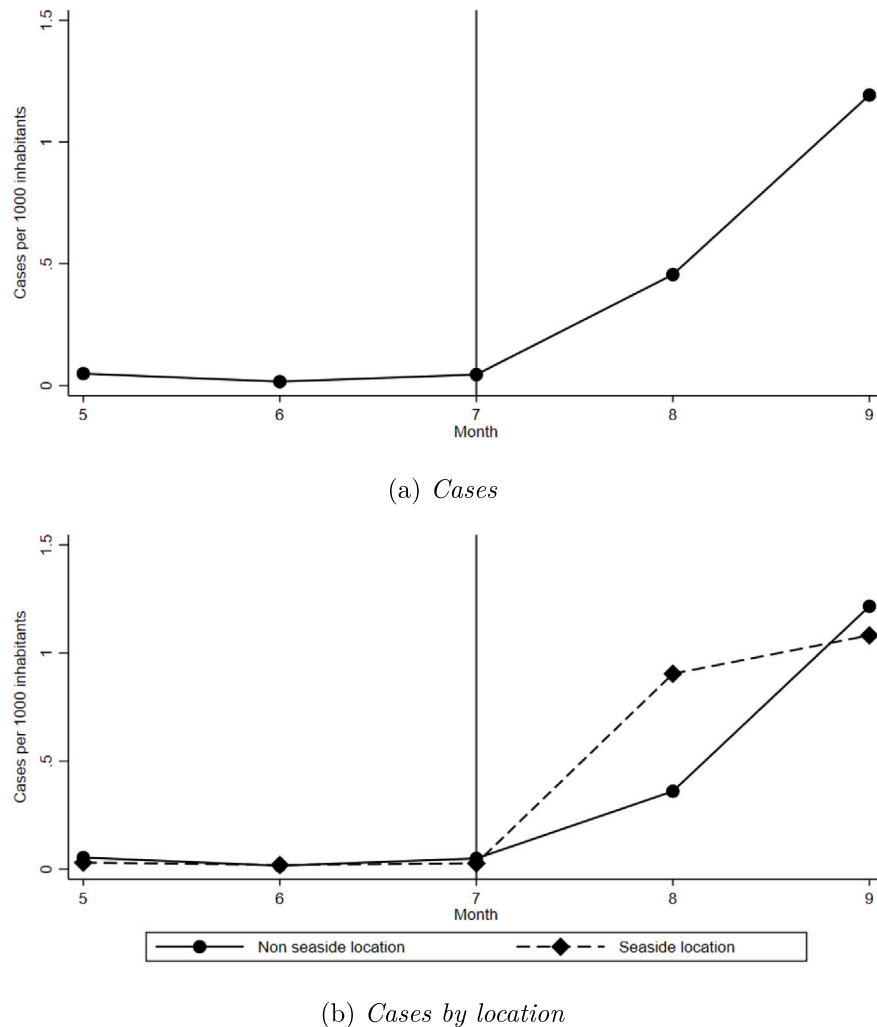 1.5
1
.5
0
Cases per 1000 inhabitants
5 6 7 8 9
Month
(a) Cases
1.5
1
.5
0
Cases per 1000 inhabitants
5 6 7 8 9
Month
Non seaside location Seaside location
(b) Cases by location